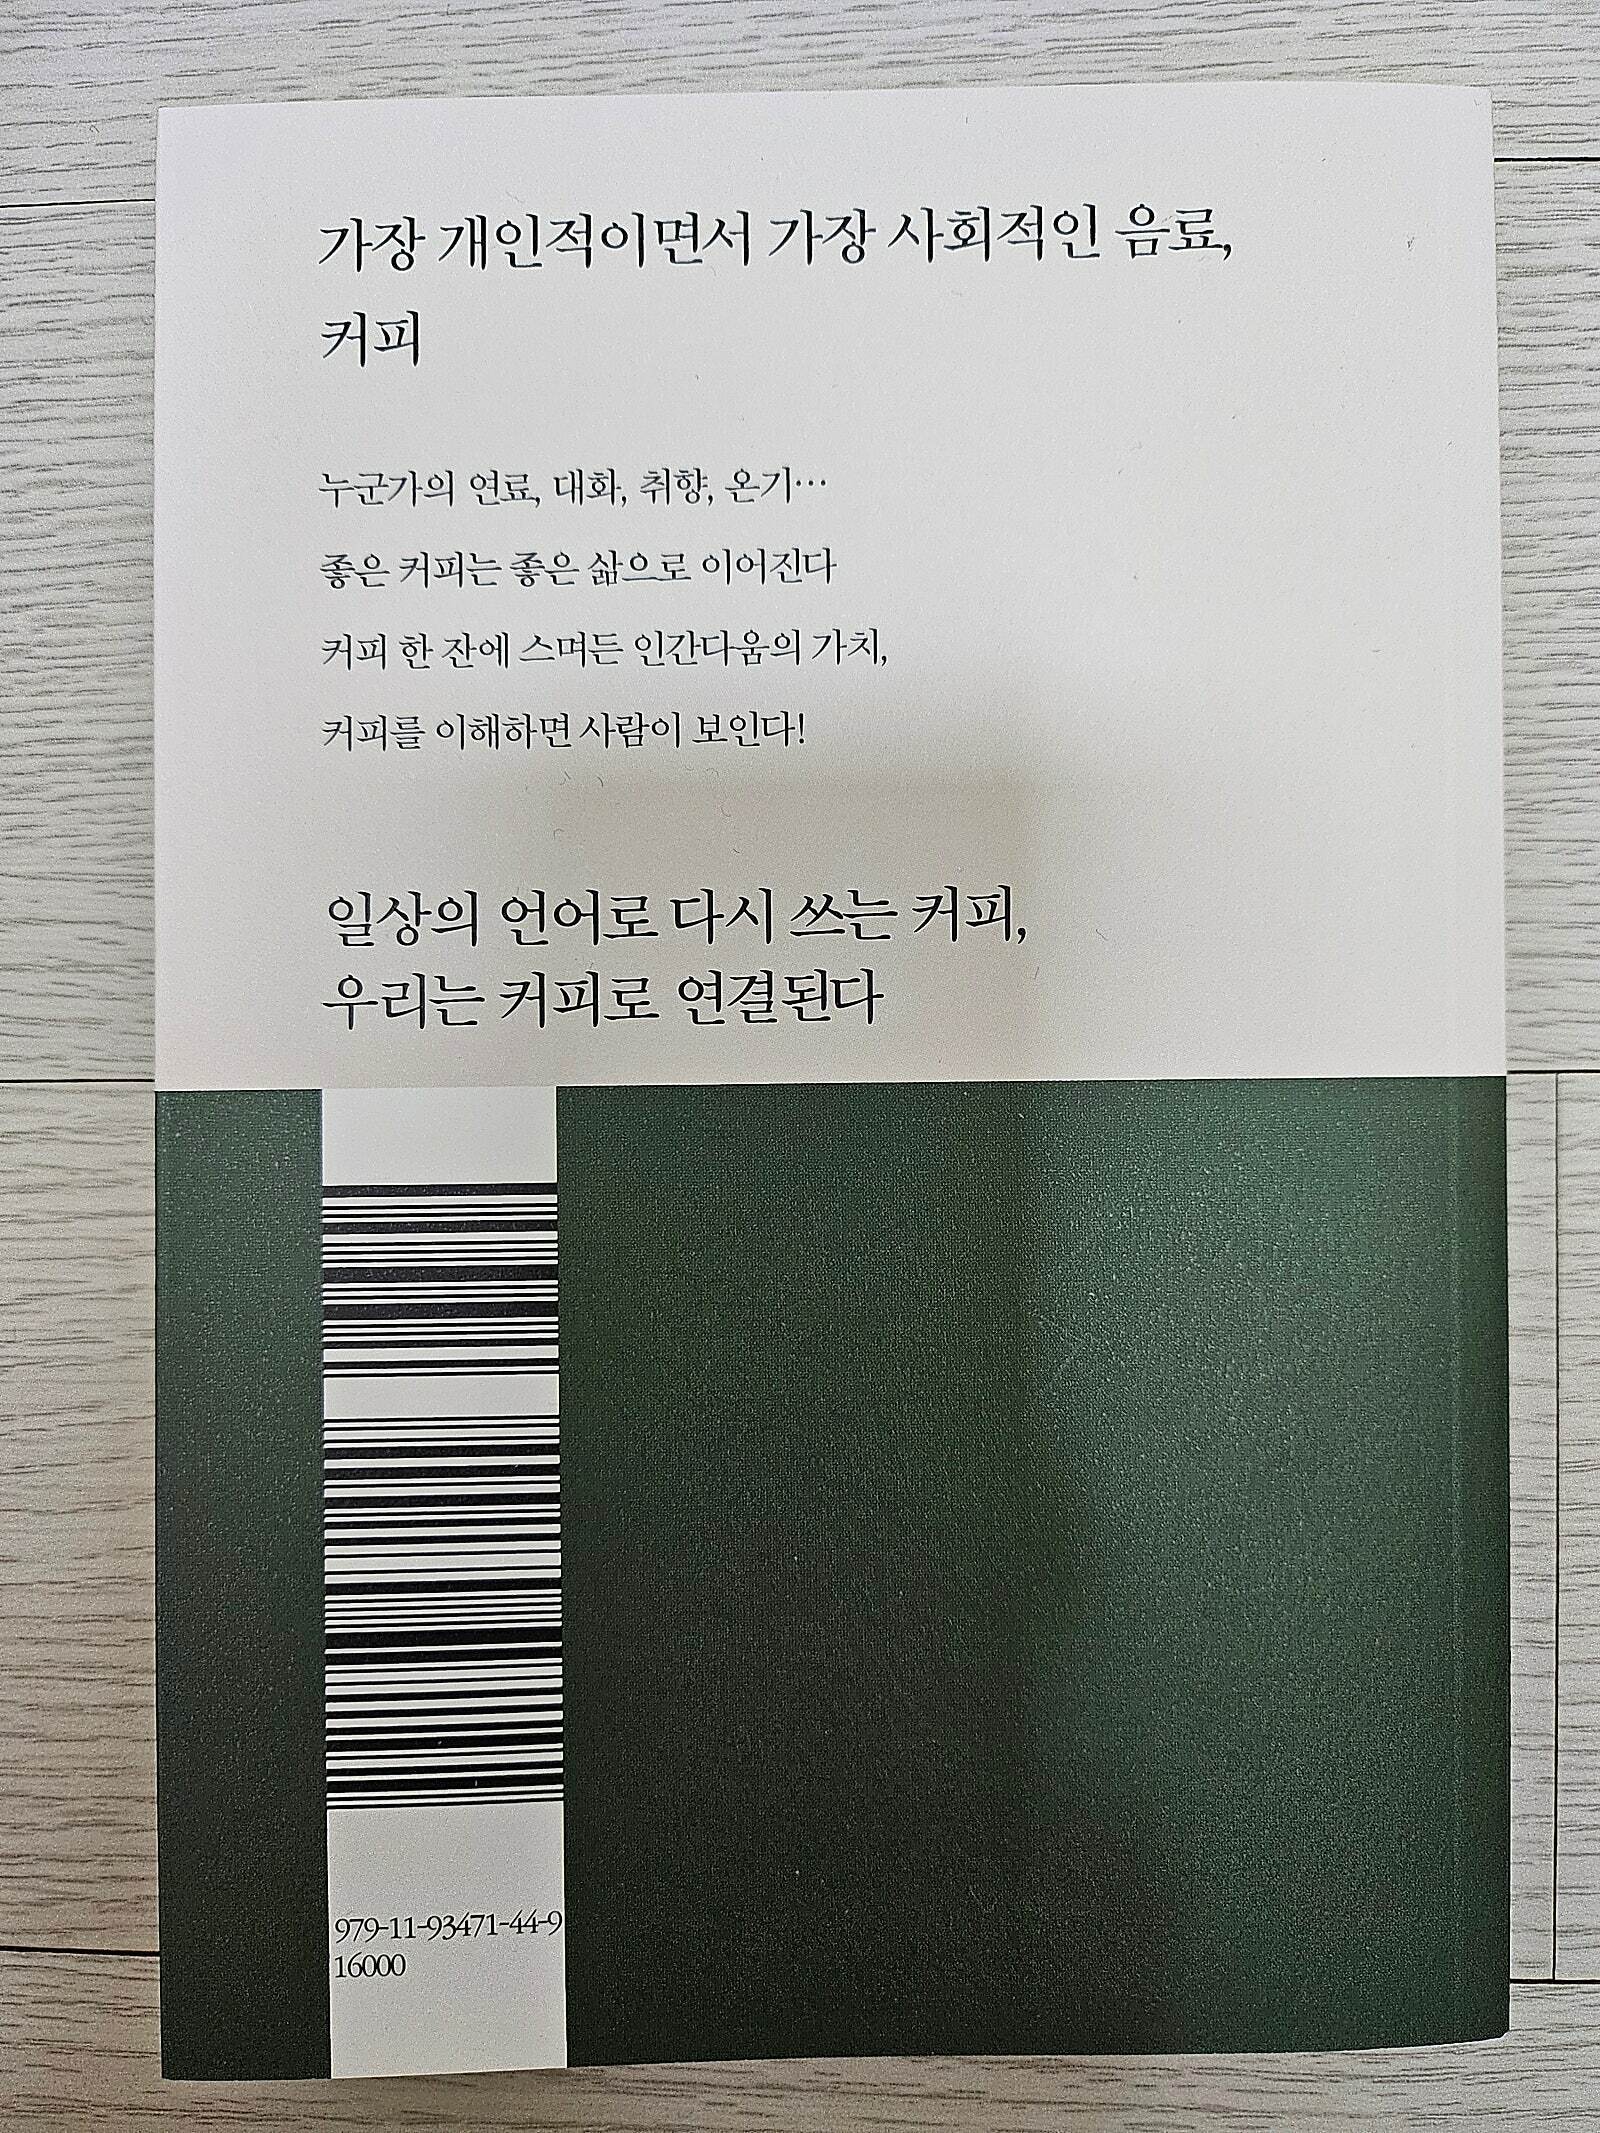 가장 개인적이면서 가장 사회적인 음료,
커피
누군가의 연료, 대화, 취향, 온기…
좋은 커피는 좋은 삶으로 이어진다
커피 한 잔에 스며든 인간다움의 가치,
커피를 이해하면 사람이 보인다!
일상의 언어로 다시 쓰는 커피,
우리는 커피로 연결된다
979-11-93471-44-9
16000